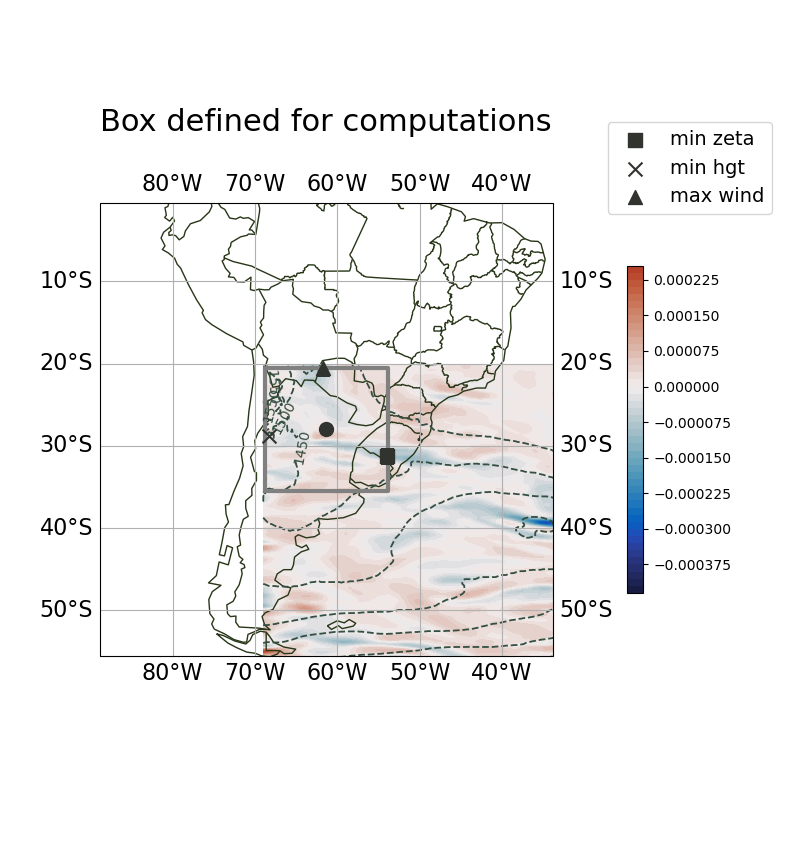 Box defined for computations
min zeta
min hgt
max wind
80°W 70°W 60°W 50°W 40°W
10°S 10°S
20°S 20°S
30°S 30°S
40°S 40°S
50°S 50°S
80°W 70°W 60°W 50°W 40°W
1500
1450
0.000225
0.000150
0.000075
0.000000
−0.000075
−0.000150
−0.000225
−0.000300
−0.000375